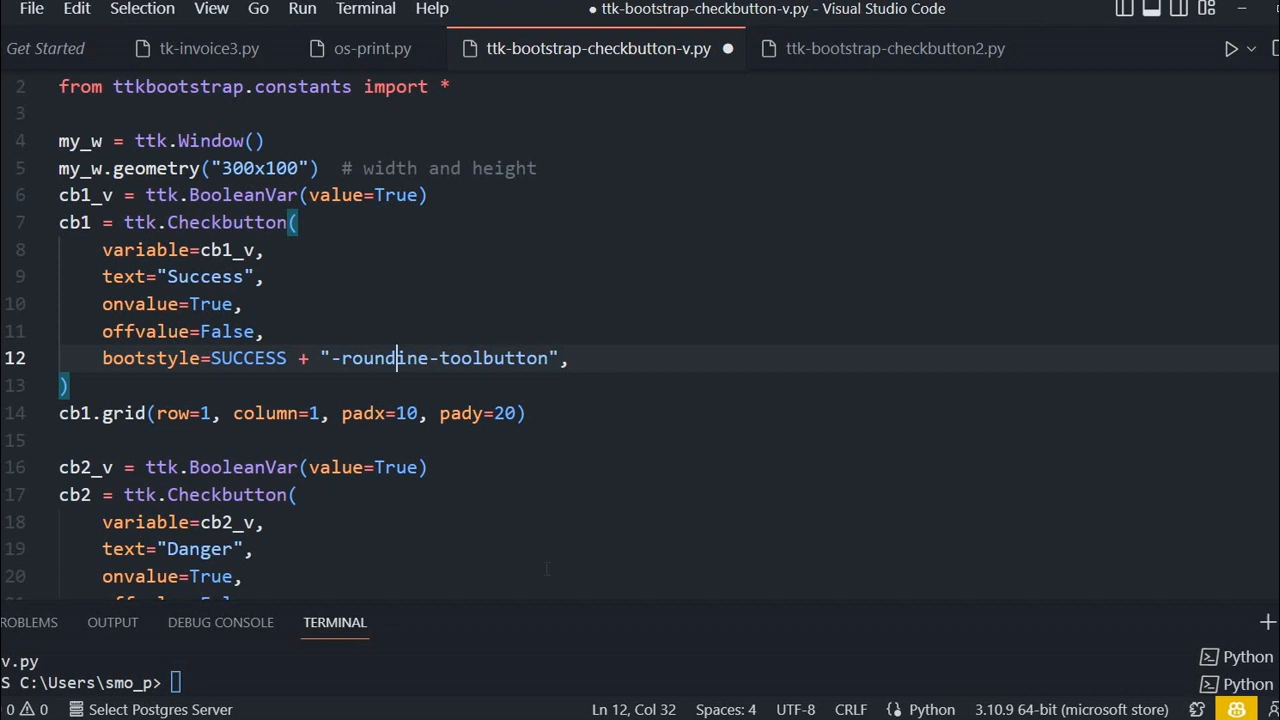 File Selection View Go Run Terminal Help ● ttk-bootstrap-checkbutton-v.py - Visual Studio Code
Get Started tk-invoice3.py os-print.py ttk-bootstrap-checkbutton-v.py ttk-bootstrap-checkbutton2.py
2 from ttkbootstrap.constants import *
3
4 my_w = ttk.Window()
5 my_w.geometry("300x100") # width and height
6 cb1_v = ttk.BooleanVar(value=True)
7 cb1 = ttk.Checkbutton(
8 variable=cb1_v,
9 text="Success",
10 onvalue=True,
11 offvalue=False,
12 bootstyle=SUCCESS + "-roundine-toolbutton",
13 )
14 cb1.grid(row=1, column=1, padx=10, pady=20)
15
16 cb2_v = ttk.BooleanVar(value=True)
17 cb2 = ttk.Checkbutton(
18 variable=cb2_v,
19 text="Danger",
20 onvalue=True,
ROBLEMS OUTPUT DEBUG CONSOLE TERMINAL
v.py
S C:\Users\smo_p>
Python
Python
0 0 Select Postgres Server Ln 12, Col 32 Spaces: 4 UTF-8 CRLF Python 3.10.9 64-bit (microsoft store)